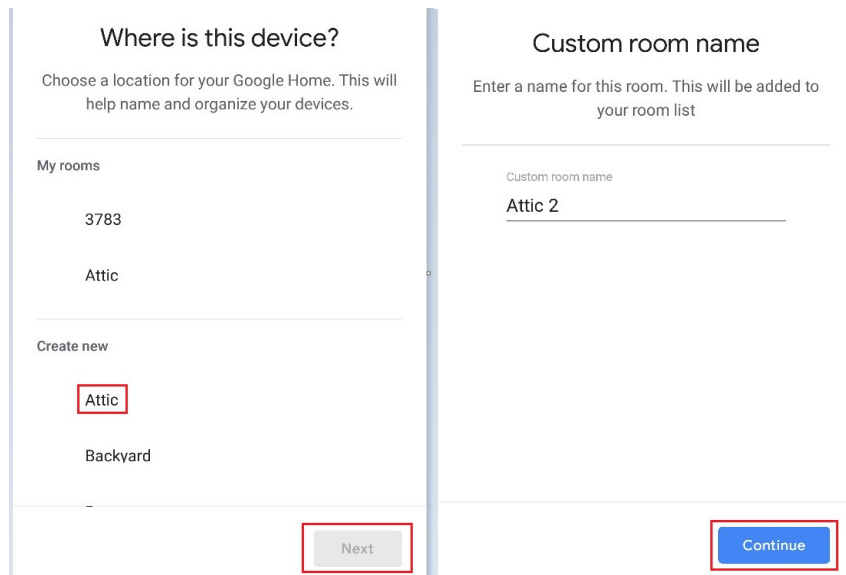 Where is this device?
Choose a location for your Google Home. This will
help name and organize your devices.
My rooms
3783
Attic
Create new
Attic
Backyard
Next
Custom room name
Enter a name for this room. This will be added to
your room list
Custom room name
Attic 2
Continue